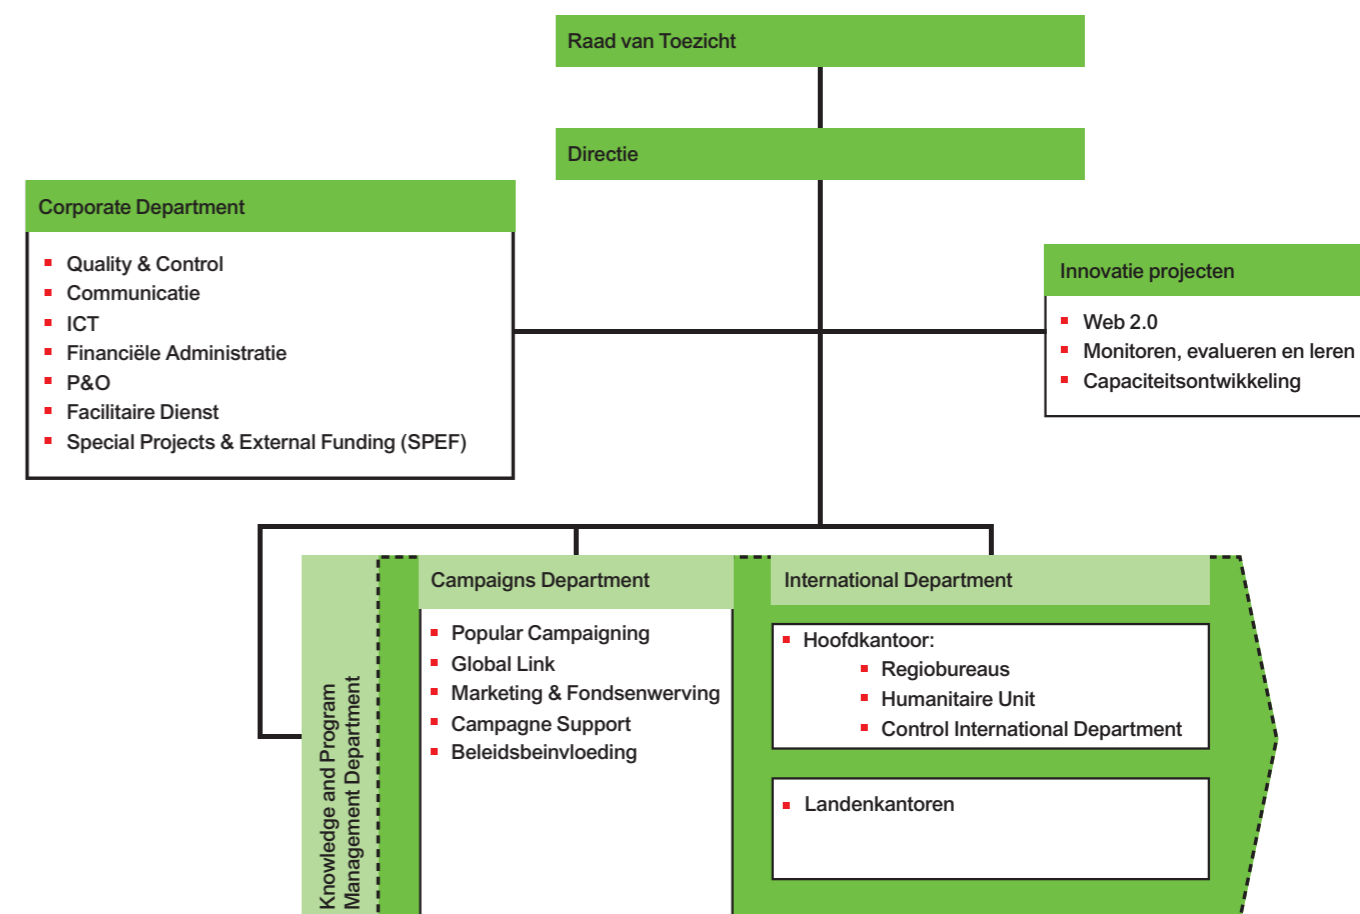 Raad van Toezicht
Directie
Corporate Department
Quality & Control
Communicatie
ICT
Financiële Administratie
P&O
Facilitaire Dienst
Special Projects & External Funding (SPEF)
Innovatie projecten
Web 2.0
Monitoren, evalueren en leren
Capaciteitsontwikkeling
Knowledge and Program
Management Department
Campaigns Department
Popular Campaigning
Global Link
Marketing & Fondsenwerving
Campagne Support
Beleidsbeinvloeding
International Department
Hoofdkantoor:
Regiobureaus
Humanitaire Unit
Control International Department
Landenkantoren